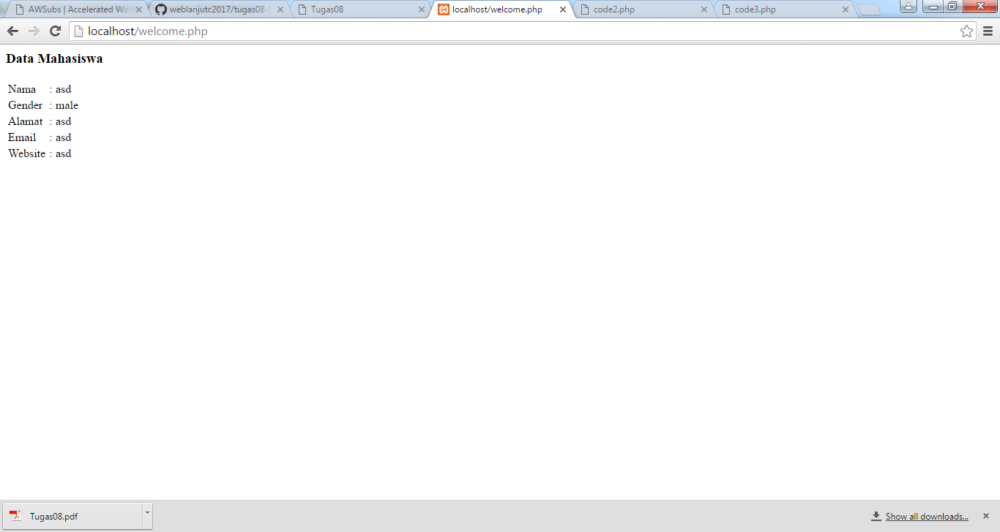 AWSubs | Accelerated Wo
weblanjutc2017/tugas08-
Tugas08
localhost/welcome.php
code2.php
code3.php
localhost/welcome.php
Data Mahasiswa
Nama : asd
Gender : male
Alamat : asd
Email : asd
Website : asd
Tugas08.pdf
Show all downloads...